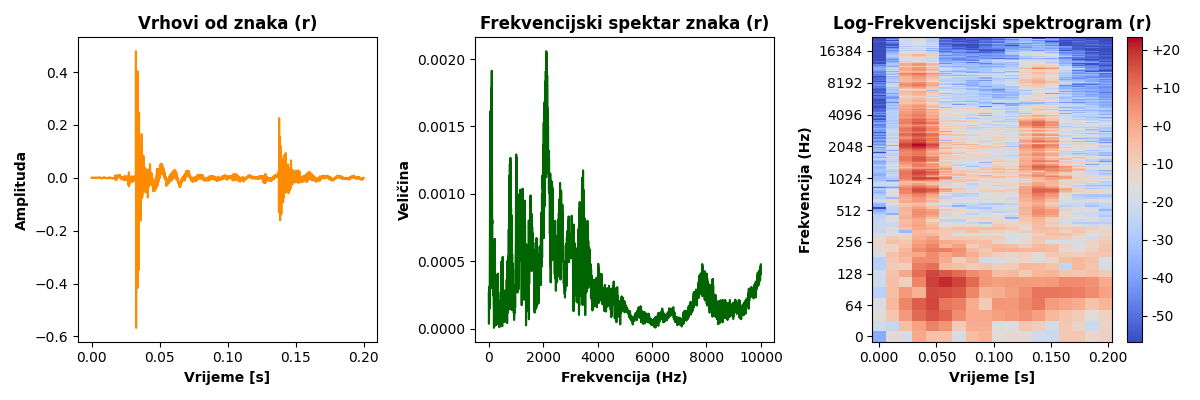 Vrhovi od znaka (r)
Amplituda
0.4
0.2
0.0
−0.2
−0.4
−0.6
0.00 0.05 0.10 0.15 0.20
Vrijeme [s]
Frekvencijski spektar znaka (r)
Veličina
0.0020
0.0015
0.0010
0.0005
0.0000
0 2000 4000 6000 8000 10000
Frekvencija (Hz)
Log-Frekvencijski spektrogram (r)
Frekvencija (Hz)
16384
8192
4096
2048
1024
512
256
128
64
0
0.000 0.050 0.100 0.150 0.200
Vrijeme [s]
+20
+10
+0
-10
-20
-30
-40
-50